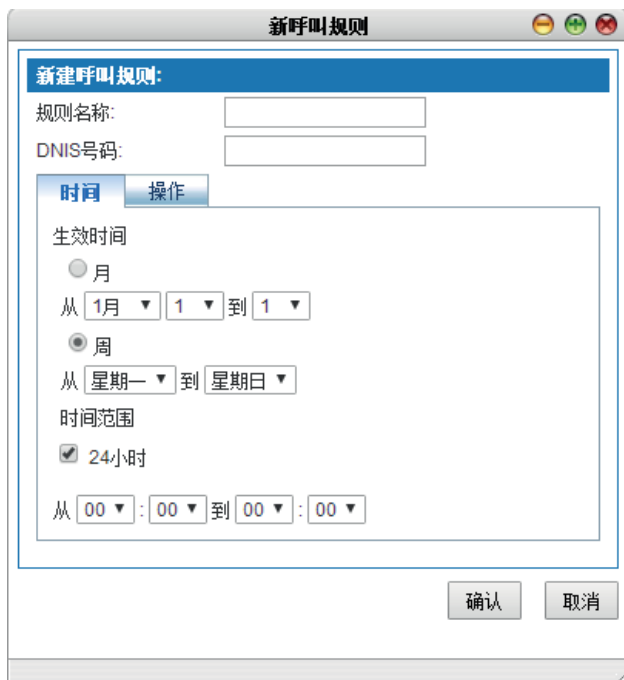 新呼叫规则
新建呼叫规则:
规则名称:
DNIS号码:
时间 操作
生效时间
月
从 1月 1 到 1
周
从 星期一 到 星期日
时间范围
24小时
从 00 : 00 到 00 : 00
确认 取消